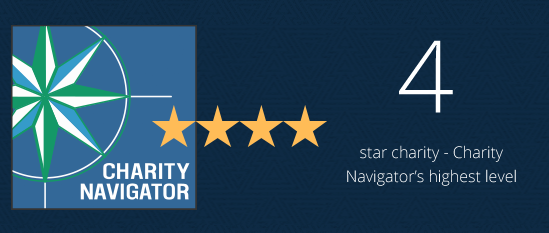 CHARITY
NAVIGATOR
4
star charity - Charity
Navigator's highest level